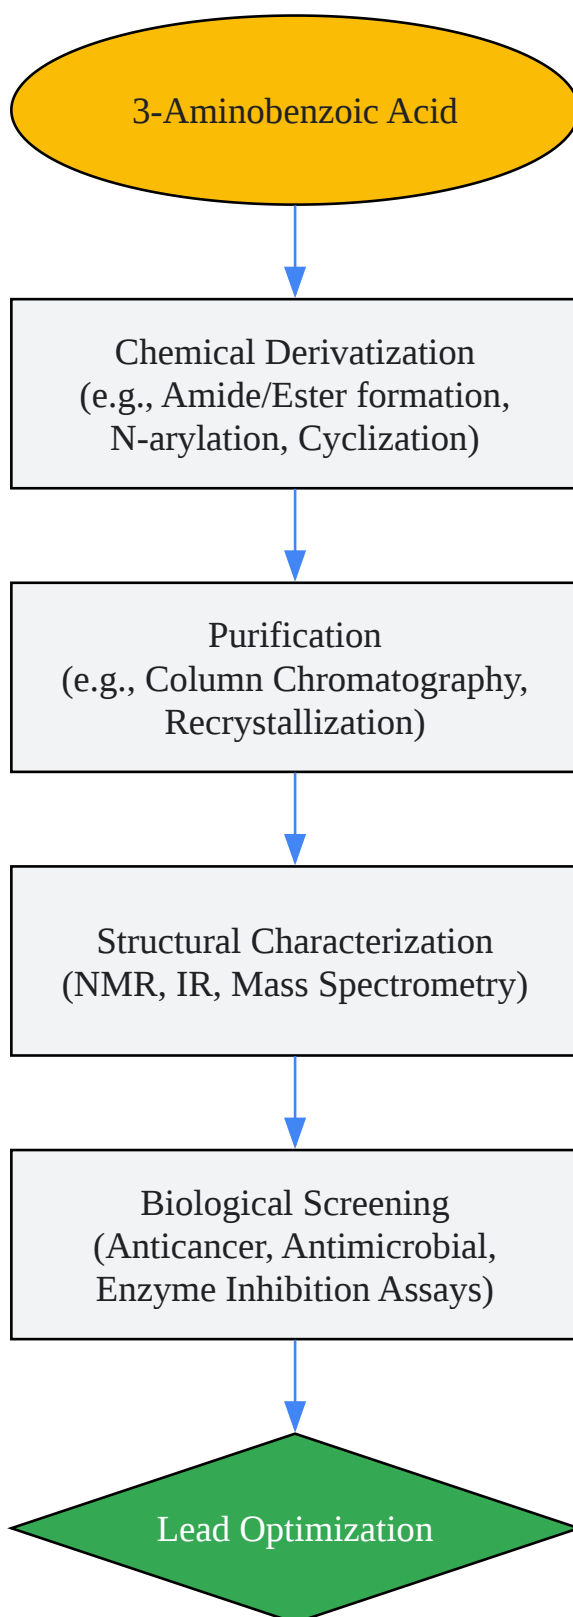 3-Aminobenzoic Acid
Chemical Derivatization
(e.g., Amide/Ester formation,
N-arylation, Cyclization)
Purification
(e.g., Column Chromatography,
Recrystallization)
Structural Characterization
(NMR, IR, Mass Spectrometry)
Biological Screening
(Anticancer, Antimicrobial,
Enzyme Inhibition Assays)
Lead Optimization